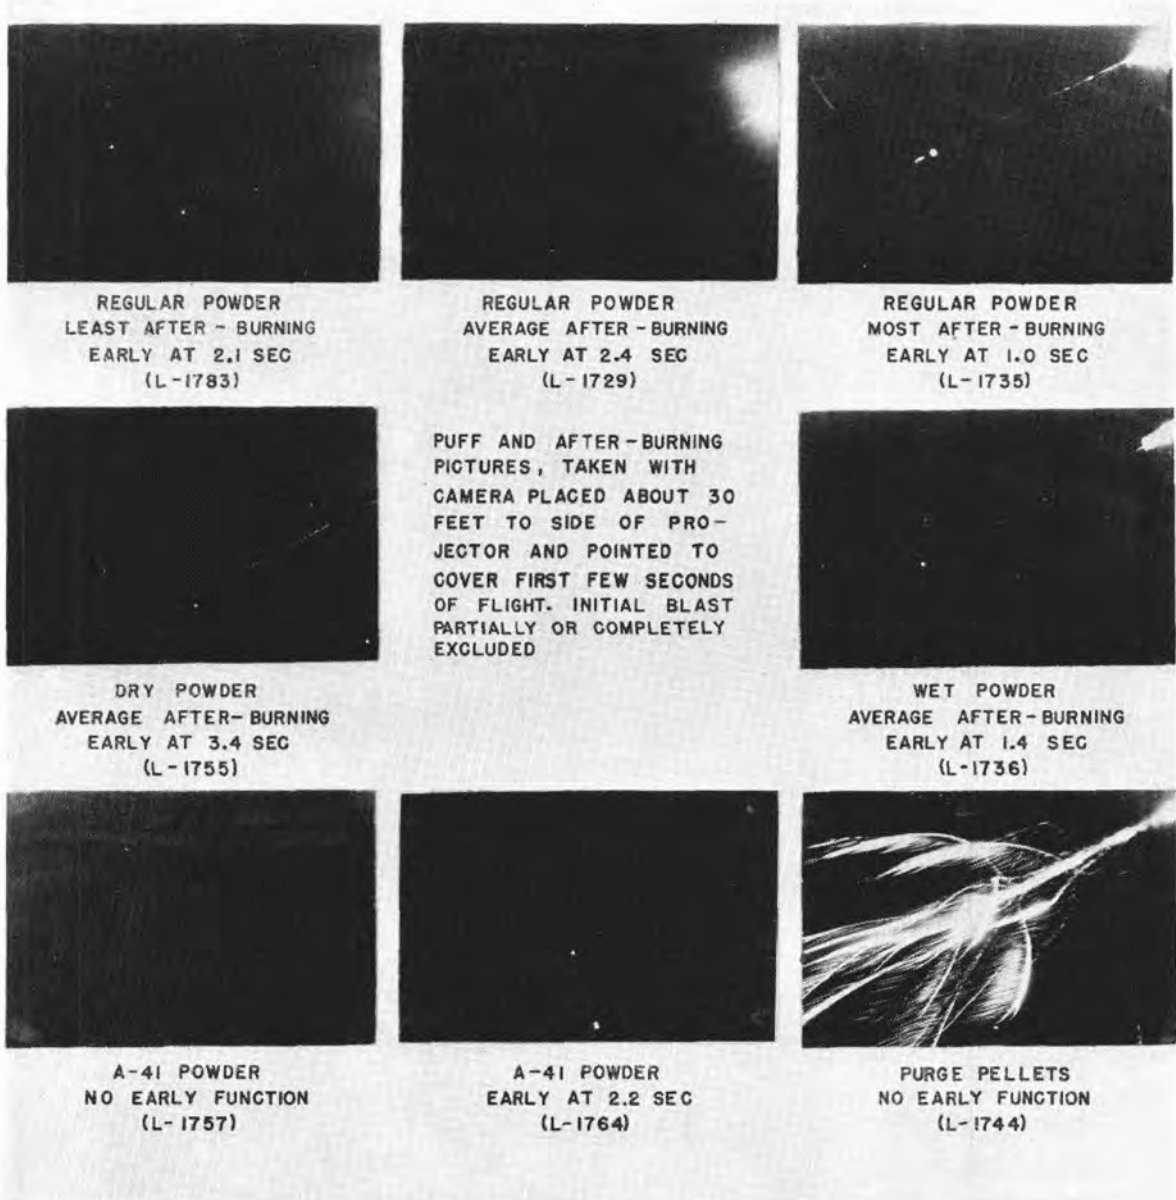 REGULAR POWDER
LEAST AFTER - BURNING
EARLY AT 2.1 SEC
(L-1783)
REGULAR POWDER
AVERAGE AFTER-BURNING
EARLY AT 2.4 SEC
(L-1729)
REGULAR POWDER
MOST AFTER-BURNING
EARLY AT 1.0 SEC
(L-1735)
PUFF AND AFTER-BURNING
PICTURES, TAKEN WITH
CAMERA PLACED ABOUT 30
FEET TO SIDE OF PRO-
JECTOR AND POINTED TO
COVER FIRST FEW SECONDS
OF FLIGHT. INITIAL BLAST
PARTIALLY OR COMPLETELY
EXCLUDED
DRY POWDER
AVERAGE AFTER-BURNING
EARLY AT 3.4 SEC
(L-1755)
WET POWDER
AVERAGE AFTER-BURNING
EARLY AT 1.4 SEC
(L-1736)
A-41 POWDER
NO EARLY FUNCTION
(L-1757)
A-41 POWDER
EARLY AT 2.2 SEC
(L-1764)
PURGE PELLETS
NO EARLY FUNCTION
(L-1744)